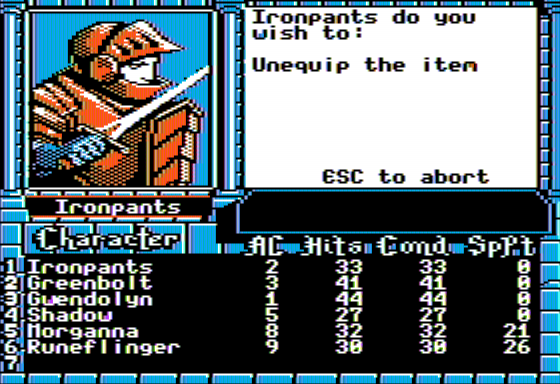 Ironpants do you
wish to:
Unequip the item
ESC to abort
Ironpants
Character AC Hits Cond SpPt
1 Ironpants 2 33 33 0
2 Greenbolt 3 41 41 0
3 Gwendolyn 1 44 44 0
4 Shadow 5 27 27 0
5 Morganna 8 32 32 21
6 Runeflinger 9 30 30 26
7